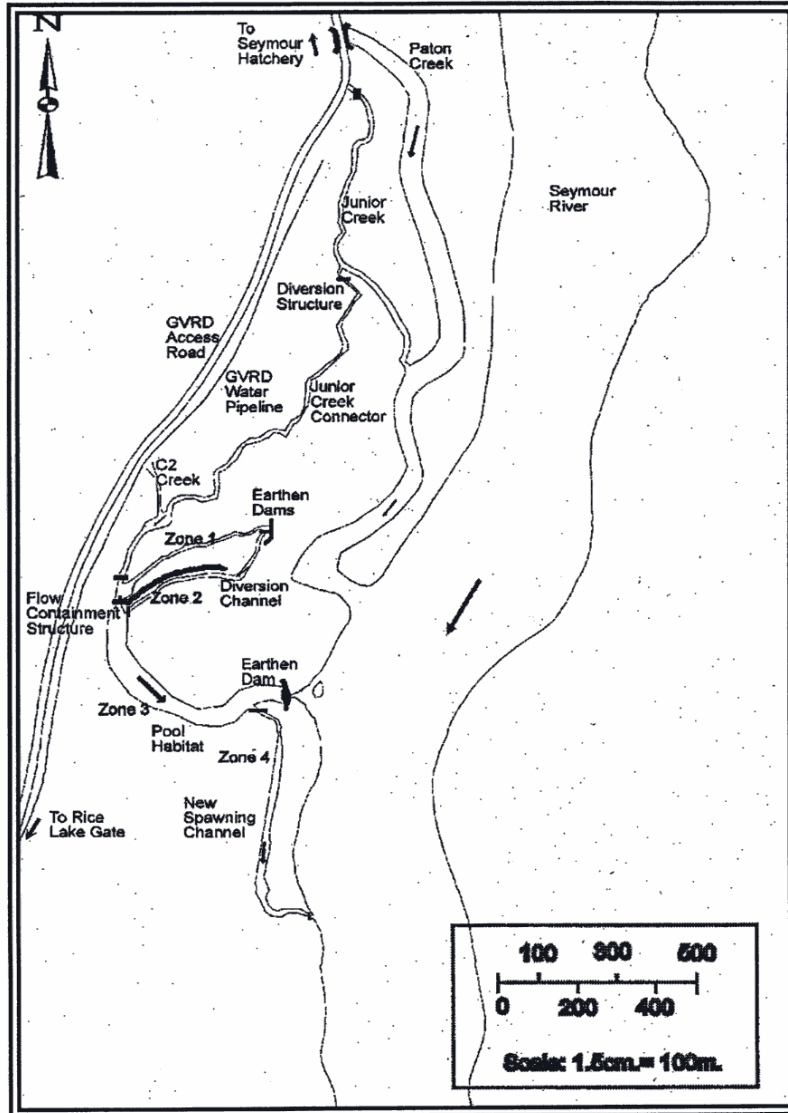 N
To
Seymour
Hatchery
Paton
Creek
Seymour
River
Junior
Creek
Diversion
Structure
GVRD
Access
Road
GVRD
Water
Pipeline
Junior
Creek
Connector
C2
Creek
Earthen
Dams
Zone 1
Zone 2
Diversion
Channel
Flow
Containment
Structure
Earthen
Dam
Zone 3
Pool
Habitat
Zone 4
New
Spawning
Channel
To Rice
Lake Gate
100 300 500
0 200 400
Scale: 1.5cm.= 100m.